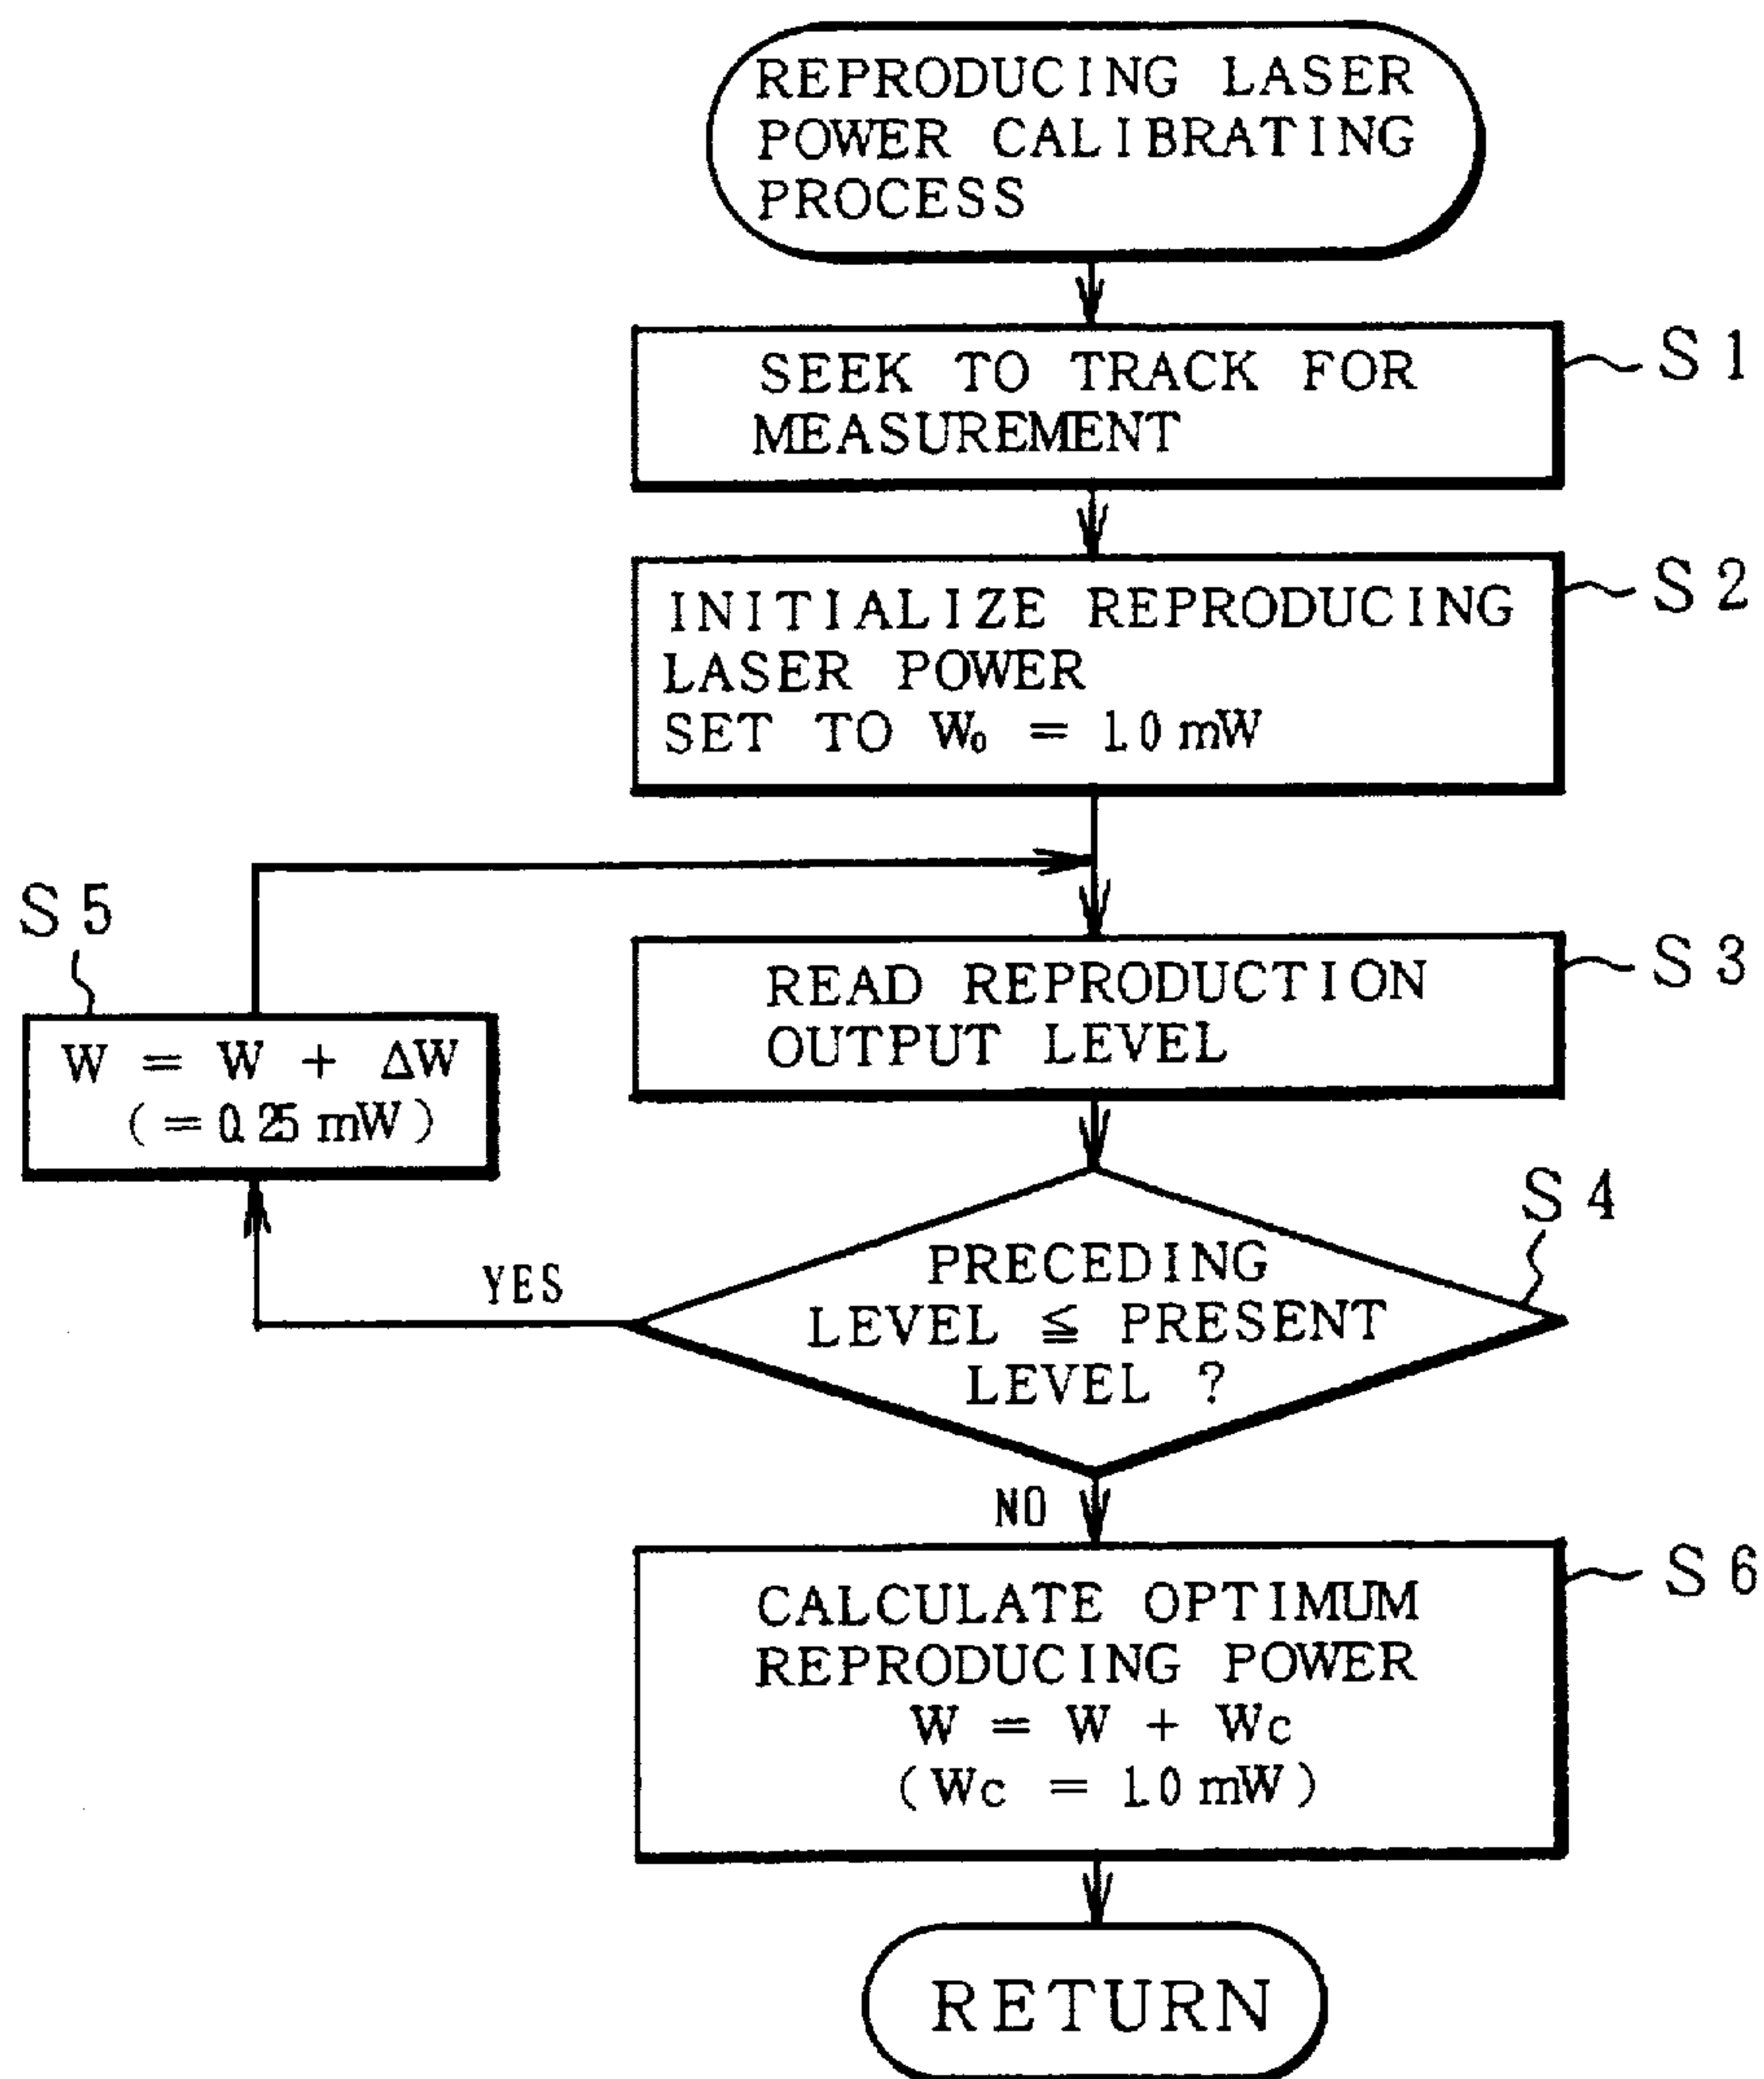 REPRODUCING LASER
POWER CALIBRATING
PROCESS
SEEK TO TRACK FOR
MEASUREMENT
S1
INITIALIZE REPRODUCING
LASER POWER
SET TO W₀ = 1.0 mW
S2
S5
W = W + ΔW
(=0.25 mW)
READ REPRODUCTION
OUTPUT LEVEL
S3
S4
PRECEDING
LEVEL ≦ PRESENT
LEVEL ?
YES
NO
CALCULATE OPTIMUM
REPRODUCING POWER
W = W + Wc
(Wc = 1.0 mW)
S6
RETURN